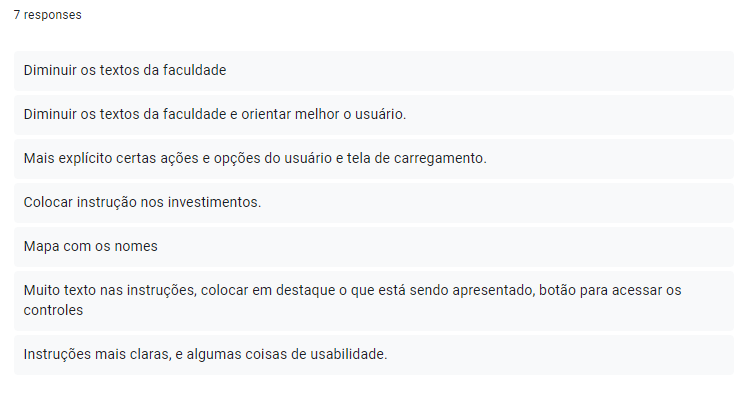 7 responses
Diminuir os textos da faculdade
Diminuir os textos da faculdade e orientar melhor o usuário.
Mais explícito certas ações e opções do usuário e tela de carregamento.
Colocar instrução nos investimentos.
Mapa com os nomes
Muito texto nas instruções, colocar em destaque o que está sendo apresentado, botão para acessar os
controles
Instruções mais claras, e algumas coisas de usabilidade.